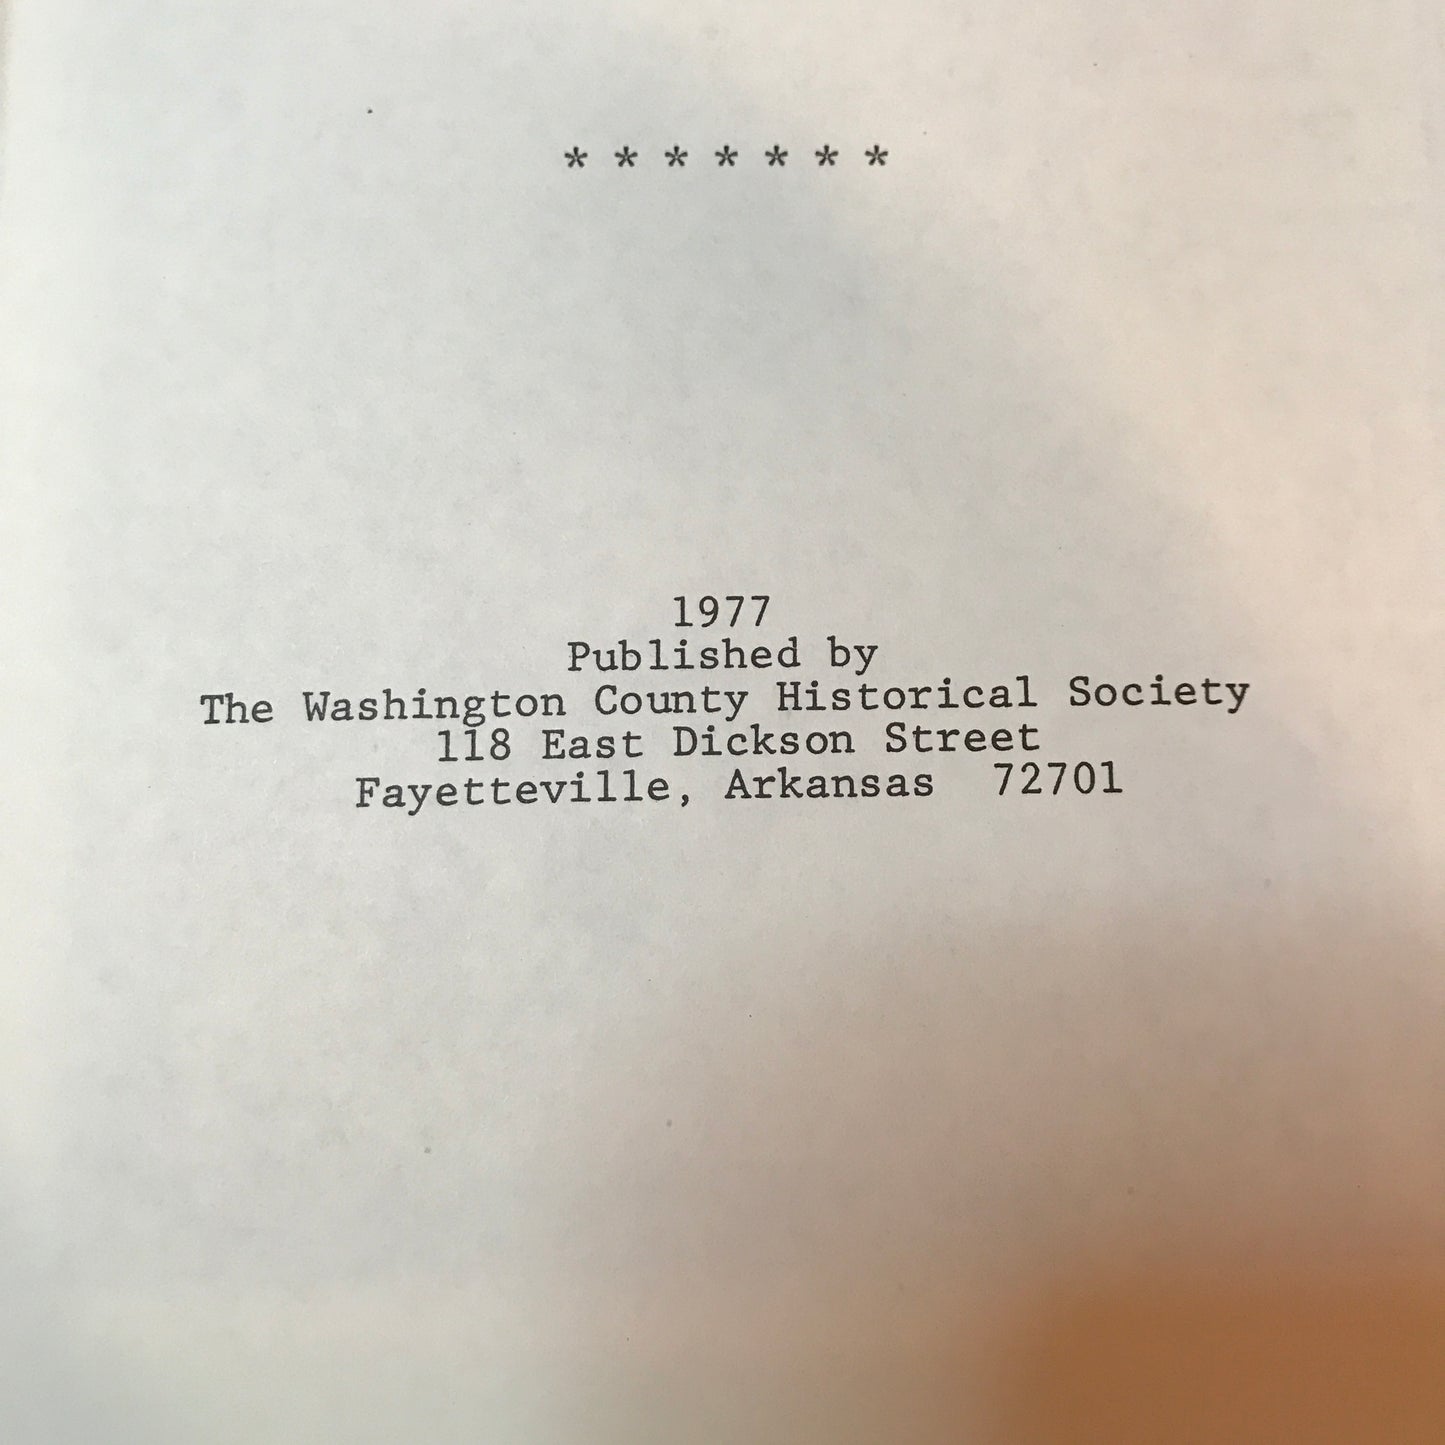 * * * * * * *
1977
Published by
The Washington County Historical Society
118 East Dickson Street
Fayetteville, Arkansas  72701